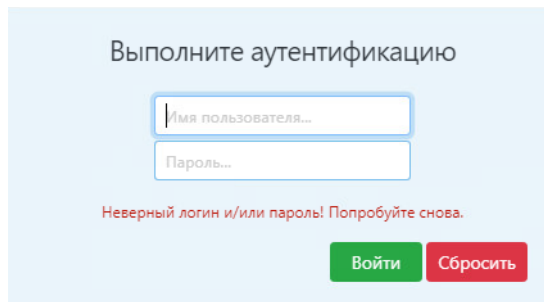 Выполните аутентификацию
Имя пользователя...
Пароль...
Неверный логин и/или пароль! Попробуйте снова.
Войти Сбросить